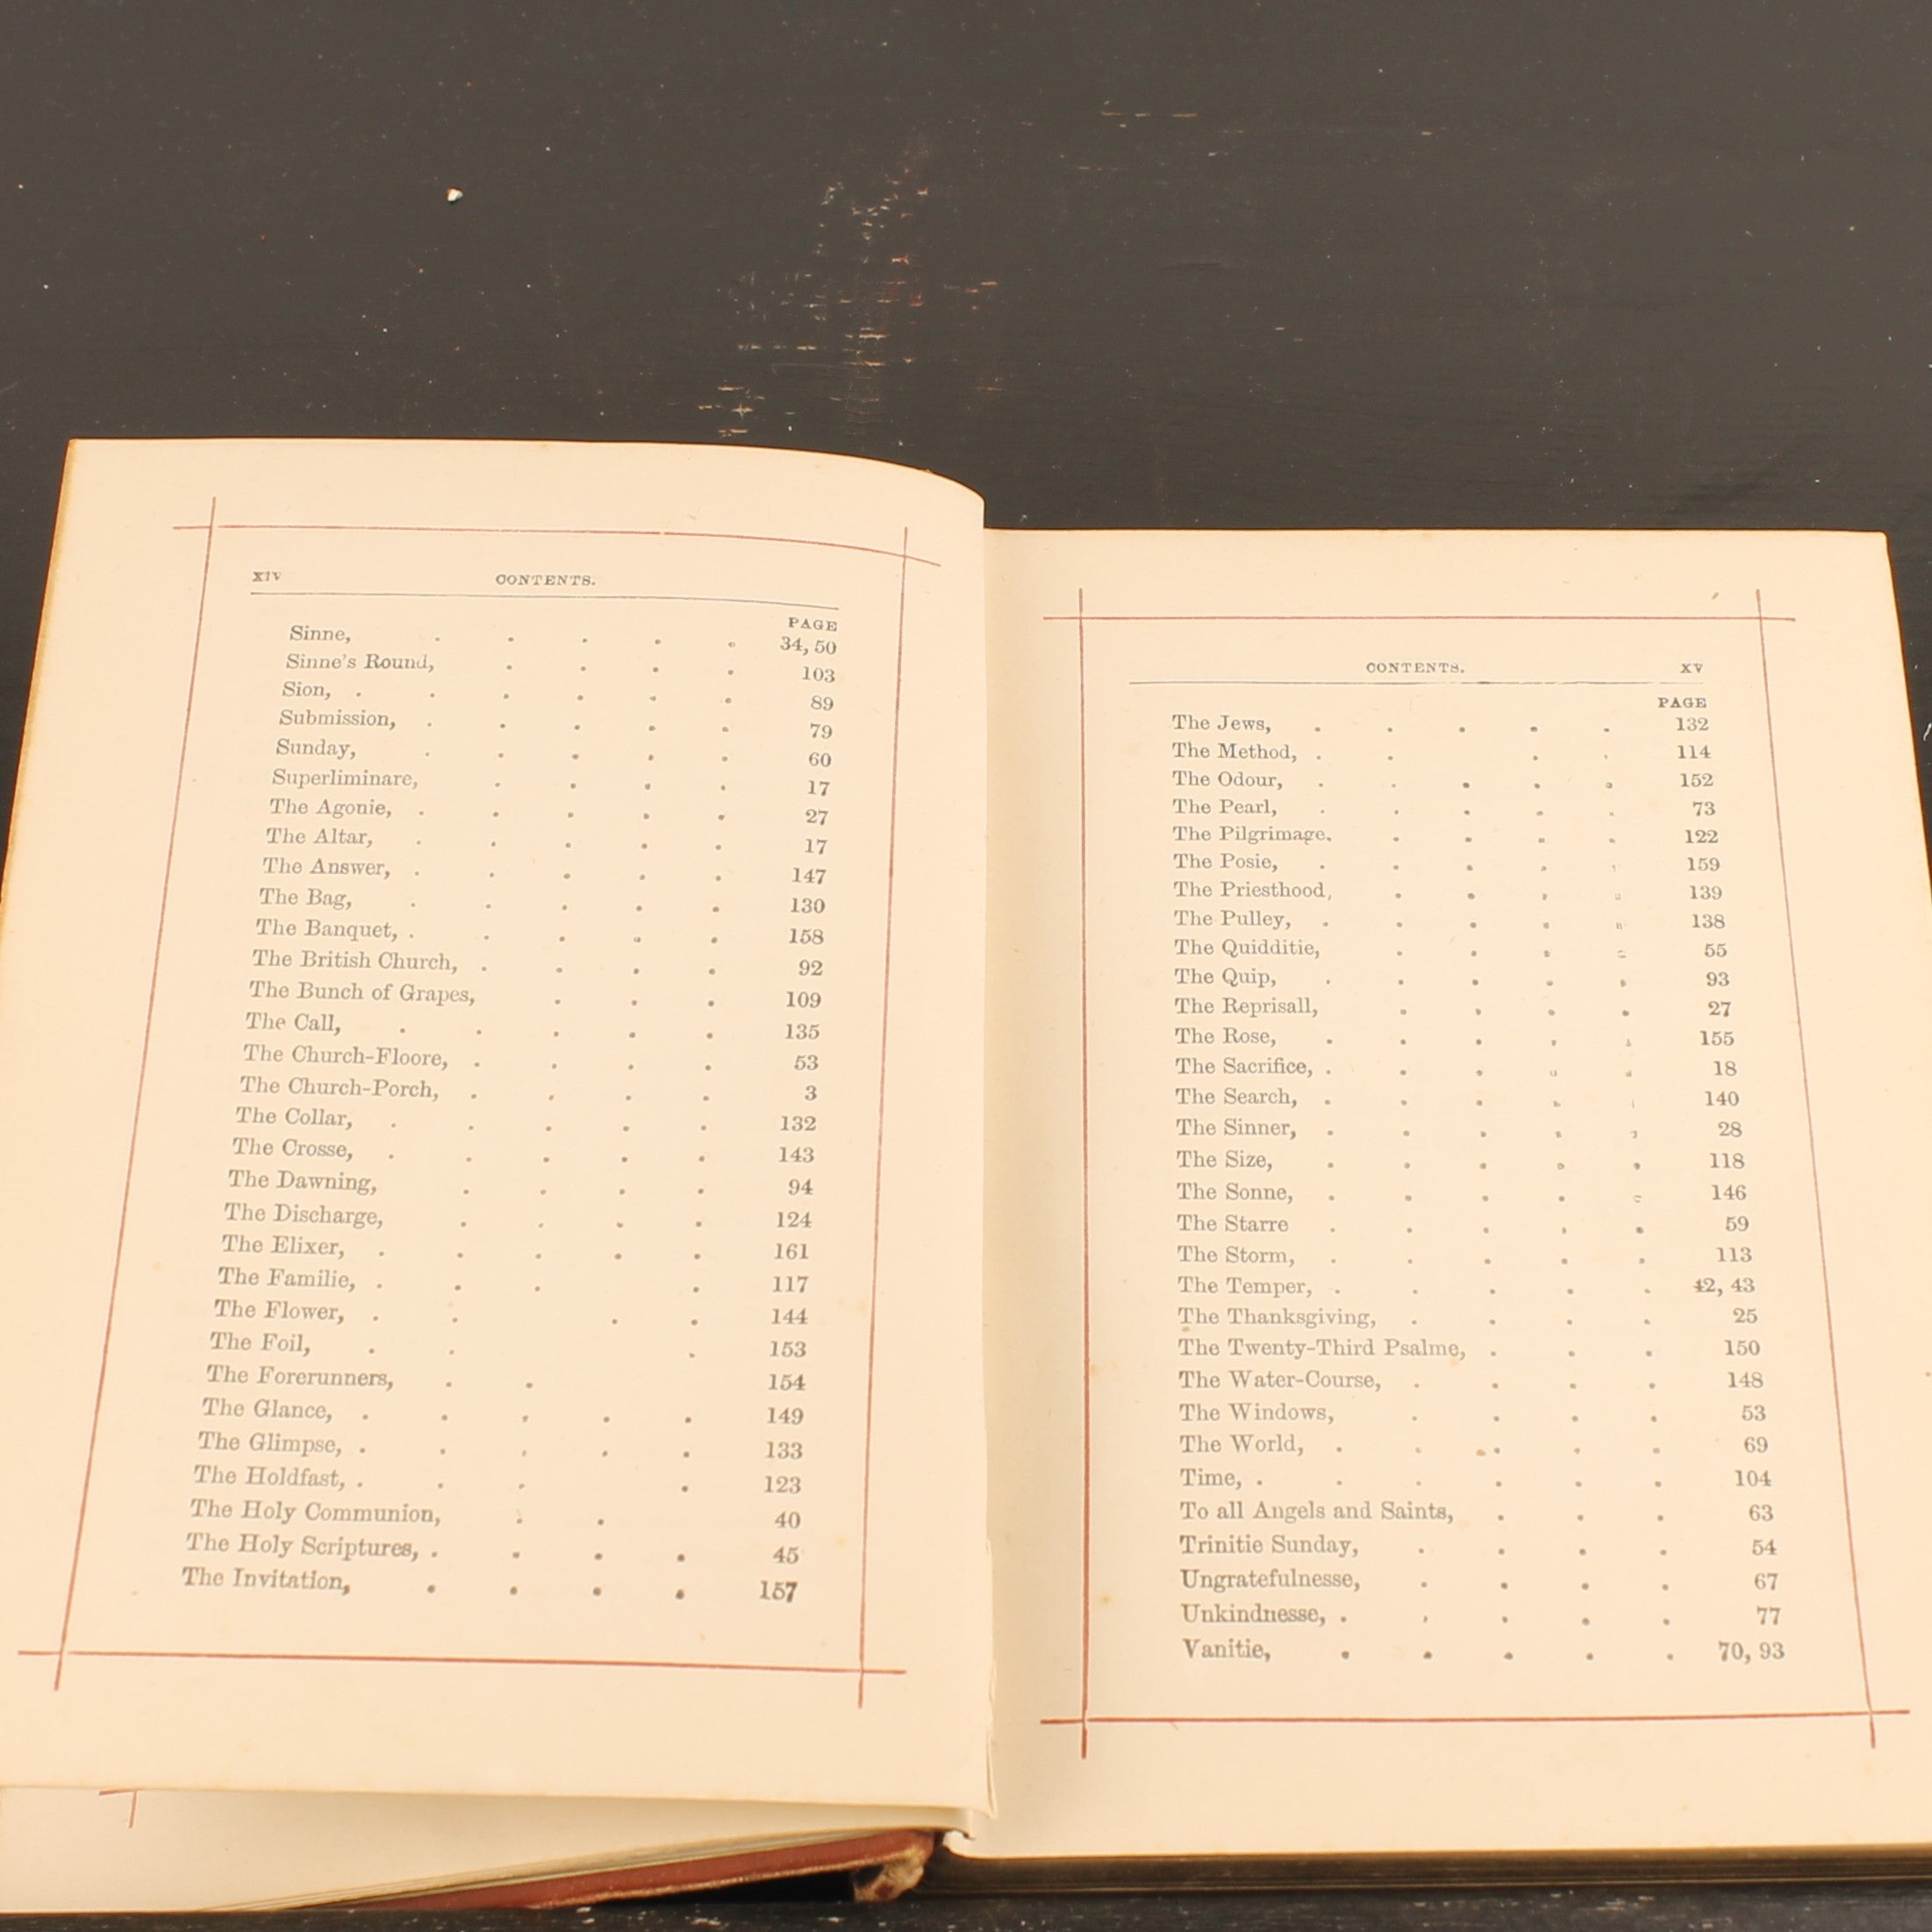 xiv CONTENTS.
PAGE
Sinne, . . . . . 34, 50
Sinne's Round, . . . . 103
Sion, . . . . . . 89
Submission, . . . . . 79
Sunday, . . . . . 60
Superliminare, . . . . 17
The Agonie, . . . . . 27
The Altar, . . . . . 17
The Answer, . . . . . 147
The Bag, . . . . . 130
The Banquet, . . . . . 158
The British Church, . . . . 92
The Bunch of Grapes, . . . 109
The Call, . . . . . 135
The Church-Floore, . . . . 53
The Church-Porch, . . . . 3
The Collar, . . . . . 132
The Crosse, . . . . . 143
The Dawning, . . . . 94
The Discharge, . . . . 124
The Elixer, . . . . . 161
The Familie, . . . . 117
The Flower, . . . . 144
The Foil, . . . 153
The Forerunners, . . 154
The Glance, . . . . . 149
The Glimpse, . . . . . 133
The Holdfast, . . . . 123
The Holy Communion, . . 40
The Holy Scriptures, . . . . 45
The Invitation, . . . . 157
CONTENTS. xv
PAGE
The Jews, . . . . . 132
The Method, . . . . 114
The Odour, . . . . . 152
The Pearl, . . . . . 73
The Pilgrimage, . . . . 122
The Posie, . . . . . 159
The Priesthood, . . . . 139
The Pulley, . . . . . 138
The Quidditie, . . . . 55
The Quip, . . . . . 93
The Reprisall, . . . . 27
The Rose, . . . . . 155
The Sacrifice, . . . . . 18
The Search, . . . . . 140
The Sinner, . . . . . 28
The Size, . . . . . 118
The Sonne, . . . . . 146
The Starre . . . . . 59
The Storm, . . . . . 113
The Temper, . . . . . 42, 43
The Thanksgiving, . . . . 25
The Twenty-Third Psalme, . . . 150
The Water-Course, . . . . 148
The Windows, . . . . 53
The World, . . . . . 69
Time, . . . . . . 104
To all Angels and Saints, . . . 63
Trinitie Sunday, . . . . 54
Ungratefulnesse, . . . . 67
Unkindnesse, . . . . . 77
Vanitie, . . . . . 70, 93